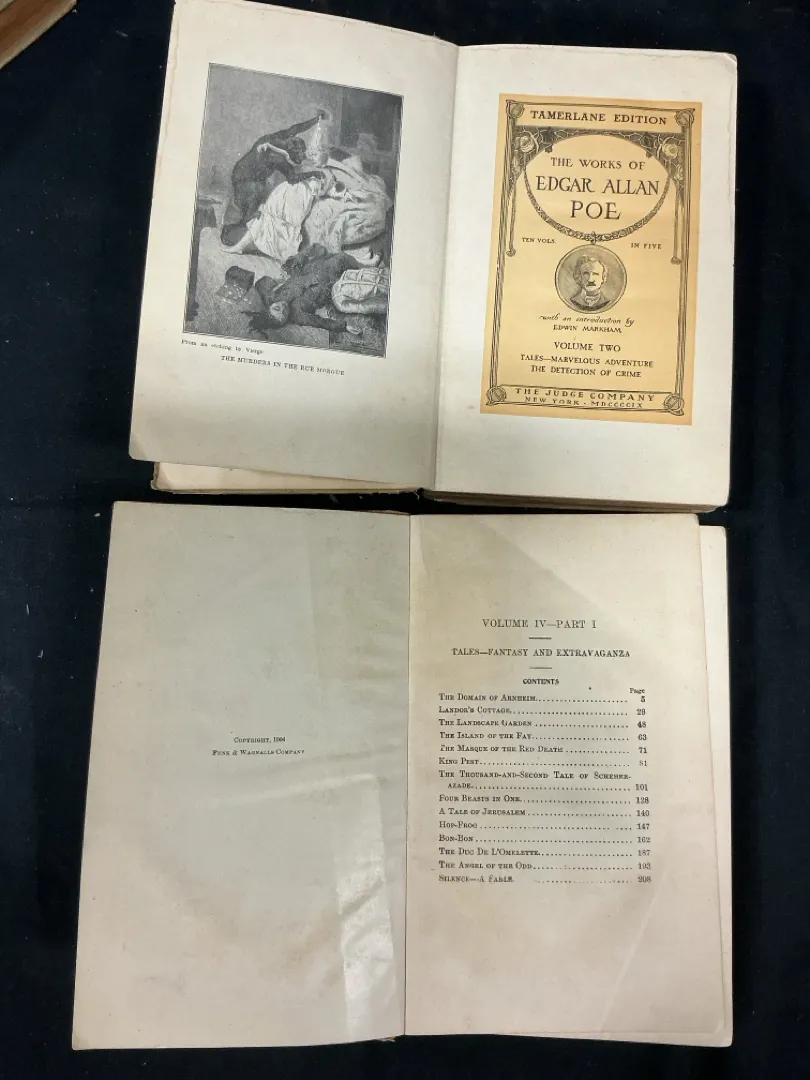 From an etching by Vierge
THE MURDERS IN THE RUE MORGUE
TAMERLANE EDITION
THE WORKS OF
EDGAR ALLAN
POE
TEN VOLS. IN FIVE
with an introduction by
EDWIN MARKHAM
VOLUME TWO
TALES—MARVELOUS ADVENTURE
THE DETECTION OF CRIME
THE JUDGE COMPANY
NEW YORK · MDCCCCIX
COPYRIGHT, 1904
FUNK & WAGNALLS COMPANY
VOLUME IV—PART I
TALES—FANTASY AND EXTRAVAGANZA
CONTENTS
Page
THE DOMAIN OF ARNHEIM 5
LANDOR'S COTTAGE 29
THE LANDSCAPE GARDEN 48
THE ISLAND OF THE FAY 63
THE MASQUE OF THE RED DEATH 71
KING PEST 81
THE THOUSAND-AND-SECOND TALE OF SCHEHER-
AZADE 101
FOUR BEASTS IN ONE 128
A TALE OF JERUSALEM 140
HOP-FROG 147
BON-BON 162
THE DUC DE L'OMELETTE 187
THE ANGEL OF THE ODD 193
SILENCE—A FABLE 208